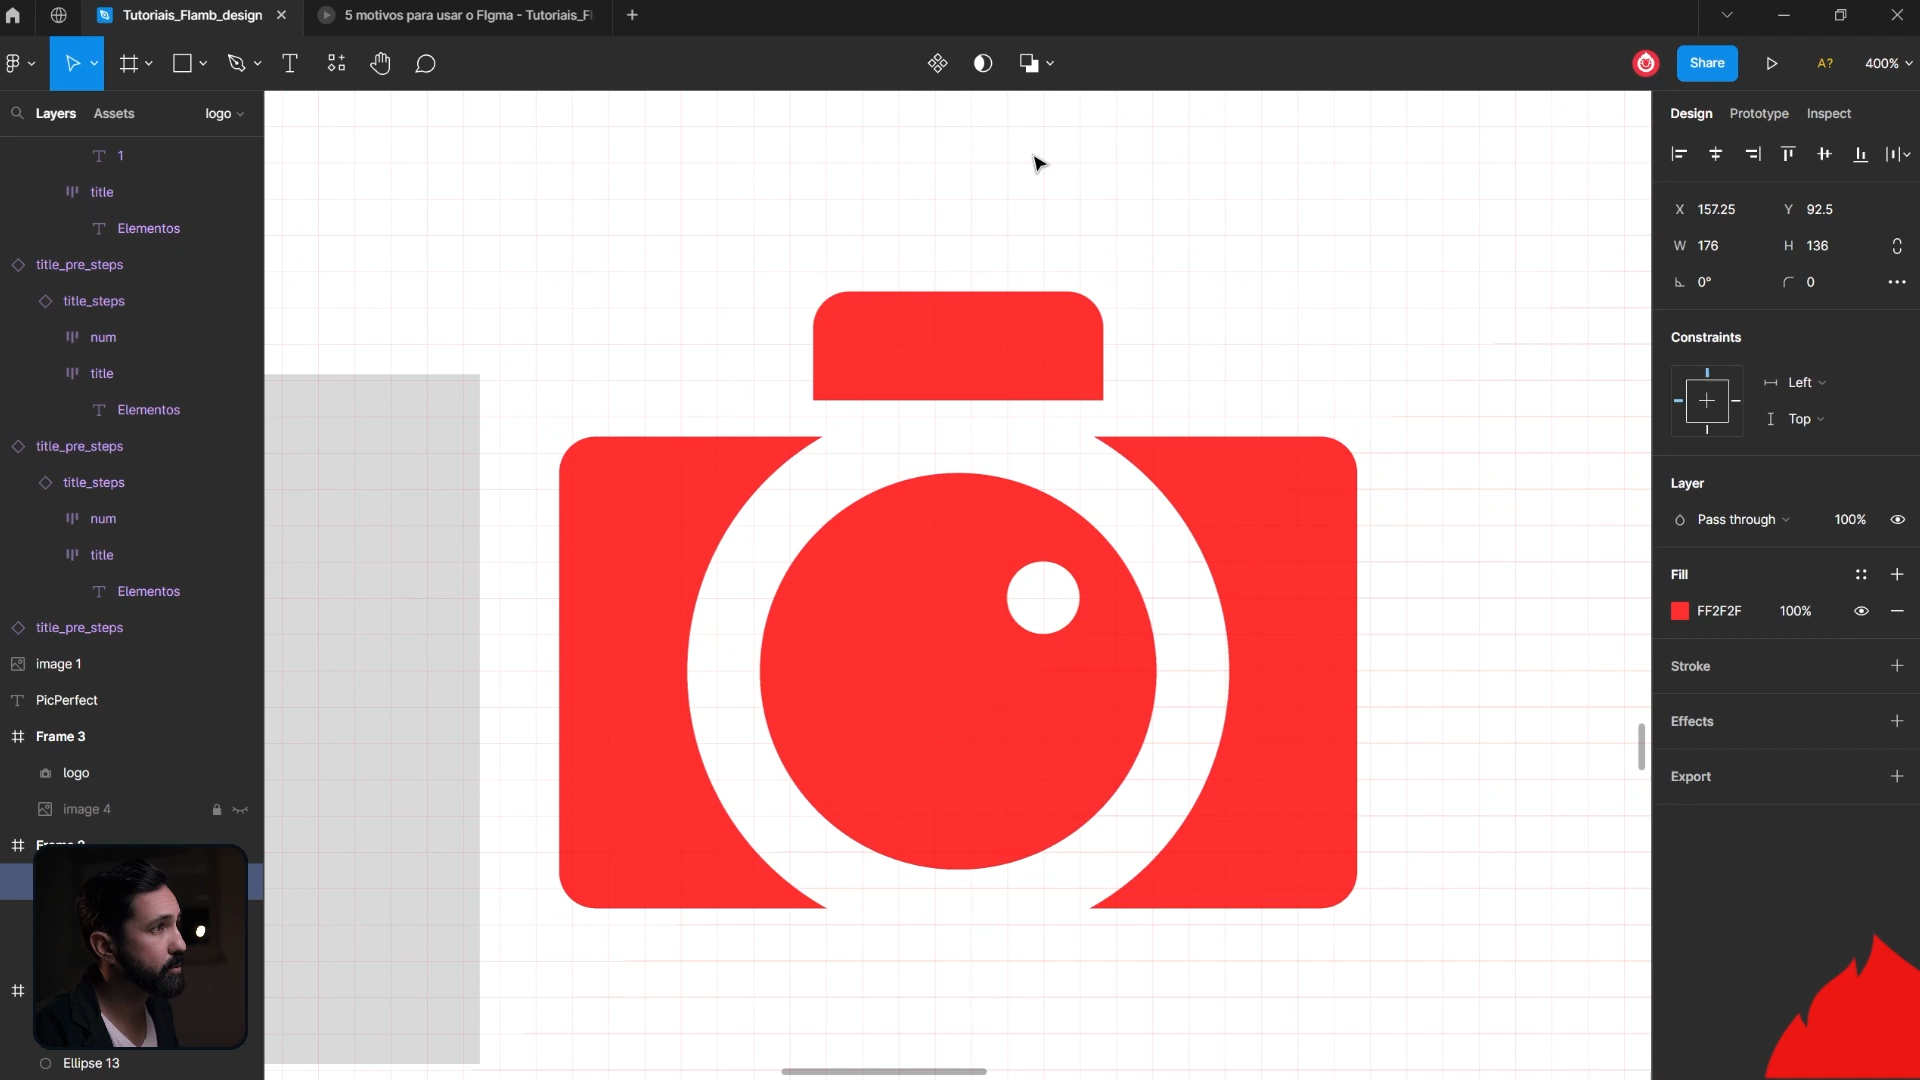 Tutoriais_Flamb_design
5 motivos para usar o FIgma - Tutoriais_Fl
Share
A?
400%
Layers
Assets
logo
1
title
Elementos
title_pre_steps
title_steps
num
title
Elementos
title_pre_steps
title_steps
num
title
Elementos
title_pre_steps
image 1
PicPerfect
Frame 3
logo
image 4
Ellipse 13
Design
Prototype
Inspect
X 157.25 Y 92.5
W 176 H 136
0° 0
Constraints
Left
Top
Layer
Pass through 100%
Fill
FF2F2F 100%
Stroke
Effects
Export